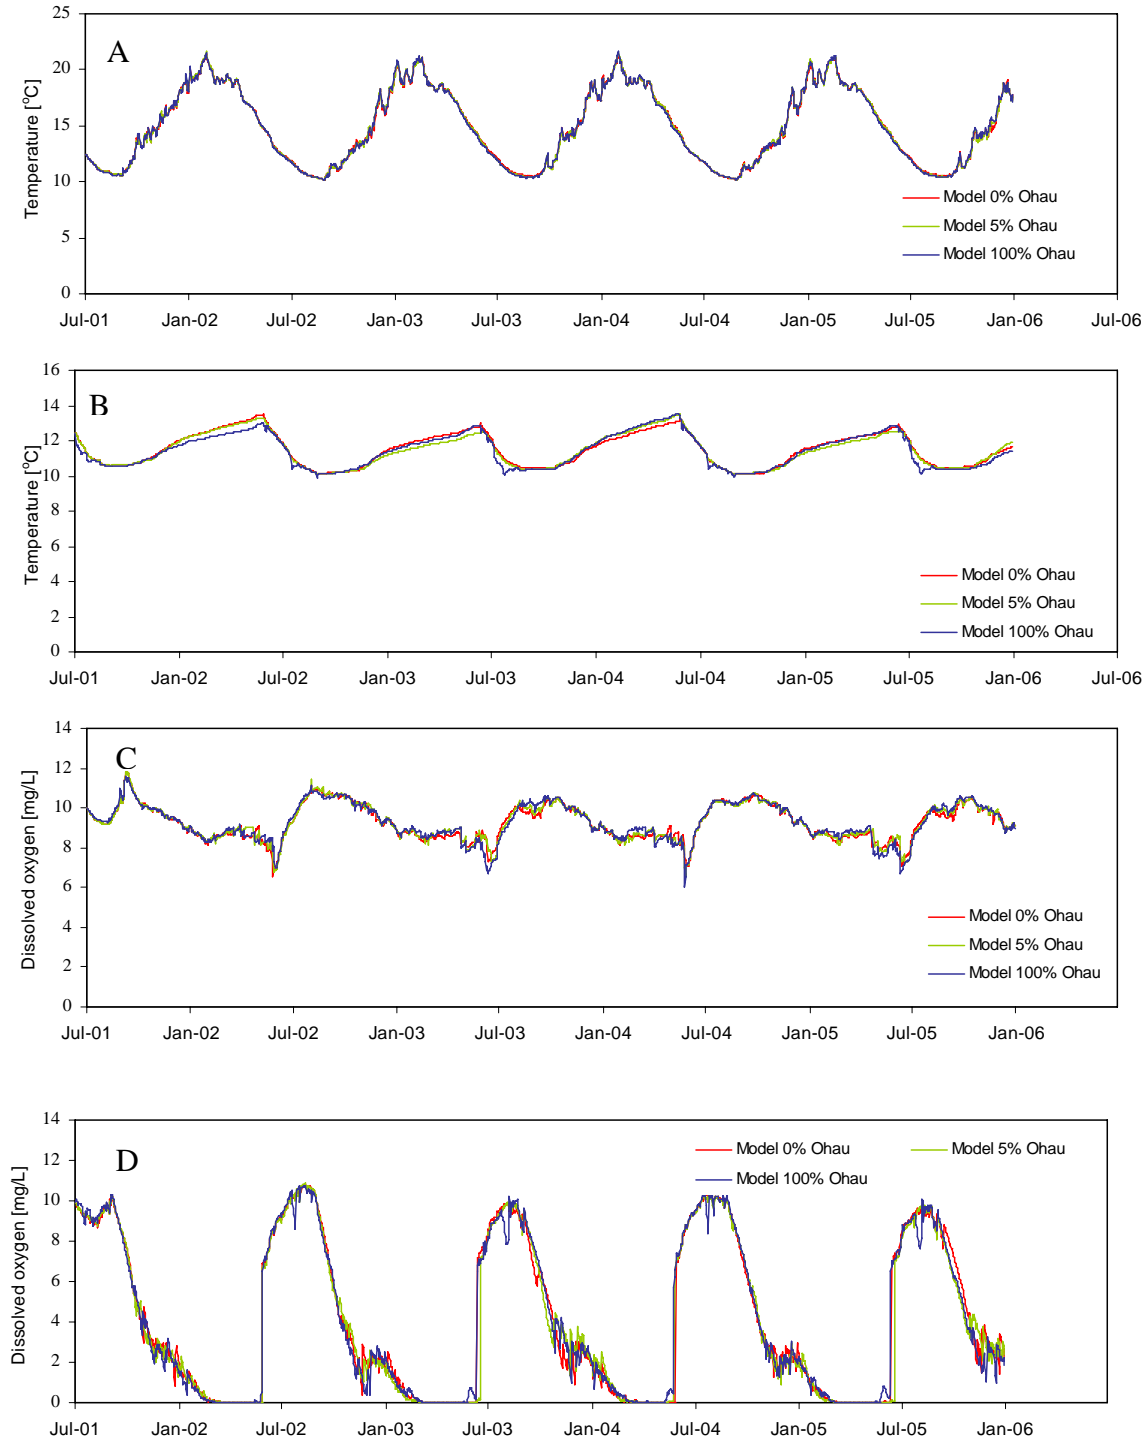 25
20
15
10
5
0
Temperature [°C]
A
Model 0% Ohau
Model 5% Ohau
Model 100% Ohau
Jul-01 Jan-02 Jul-02 Jan-03 Jul-03 Jan-04 Jul-04 Jan-05 Jul-05 Jan-06 Jul-06
16
14
12
10
8
6
4
2
0
Temperature [°C]
B
Model 0% Ohau
Model 5% Ohau
Model 100% Ohau
Jul-01 Jan-02 Jul-02 Jan-03 Jul-03 Jan-04 Jul-04 Jan-05 Jul-05 Jan-06 Jul-06
14
12
10
8
6
4
2
0
Dissolved oxygen [mg/L]
C
Model 0% Ohau
Model 5% Ohau
Model 100% Ohau
Jul-01 Jan-02 Jul-02 Jan-03 Jul-03 Jan-04 Jul-04 Jan-05 Jul-05 Jan-06
14
12
10
8
6
4
2
0
Dissolved oxygen [mg/L]
D
Model 0% Ohau Model 5% Ohau
Model 100% Ohau
Jul-01 Jan-02 Jul-02 Jan-03 Jul-03 Jan-04 Jul-04 Jan-05 Jul-05 Jan-06